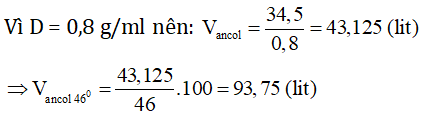 Vì D = 0,8 g/ml nên: V_ancol = 34,5/0,8 = 43,125 (lit)
⇒ V_ancol 46⁰ = 43,125/46 .100 = 93,75 (lit)